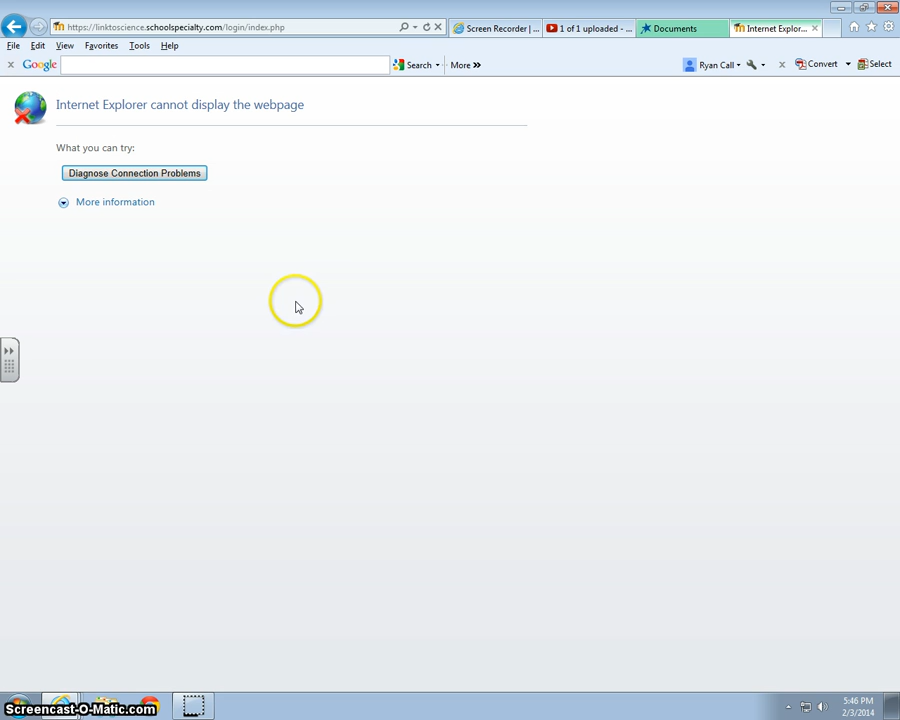 https://linktoscience.schoolspecialty.com/login/index.php
Screen Recorder | ...
1 of 1 uploaded - ...
Documents
Internet Explor...
File Edit View Favorites Tools Help
Google Search More » Ryan Call Convert Select
Internet Explorer cannot display the webpage
What you can try:
Diagnose Connection Problems
More information
Screencast-O-Matic.com
5:46 PM
2/3/2014